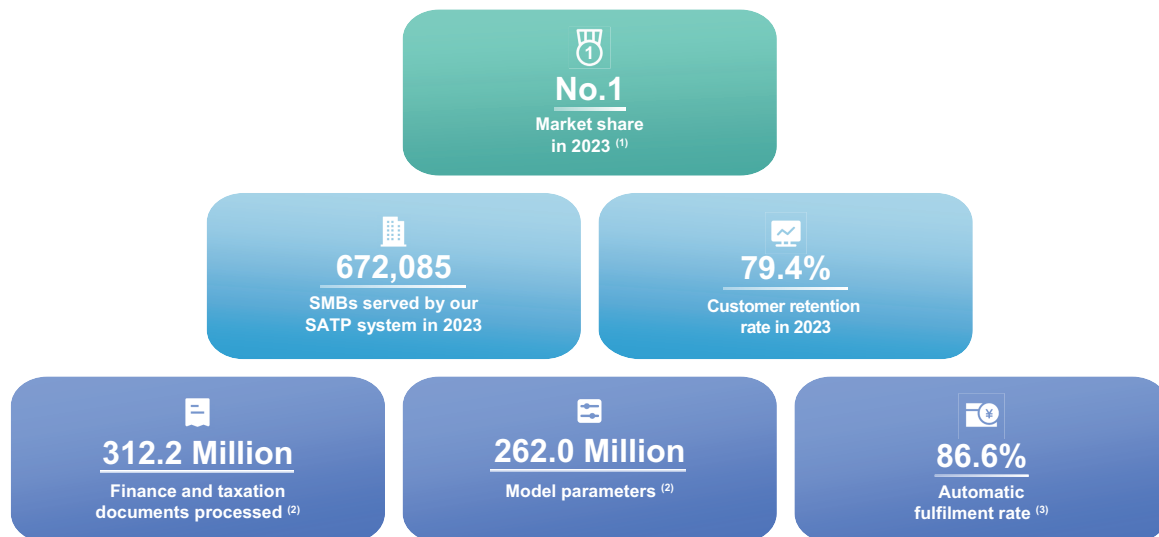 1
No.1
Market share
in 2023 (1)
672,085
SMBs served by our
SATP system in 2023
79.4%
Customer retention
rate in 2023
312.2 Million
Finance and taxation
documents processed (2)
262.0 Million
Model parameters (2)
¥
86.6%
Automatic
fulfilment rate (3)